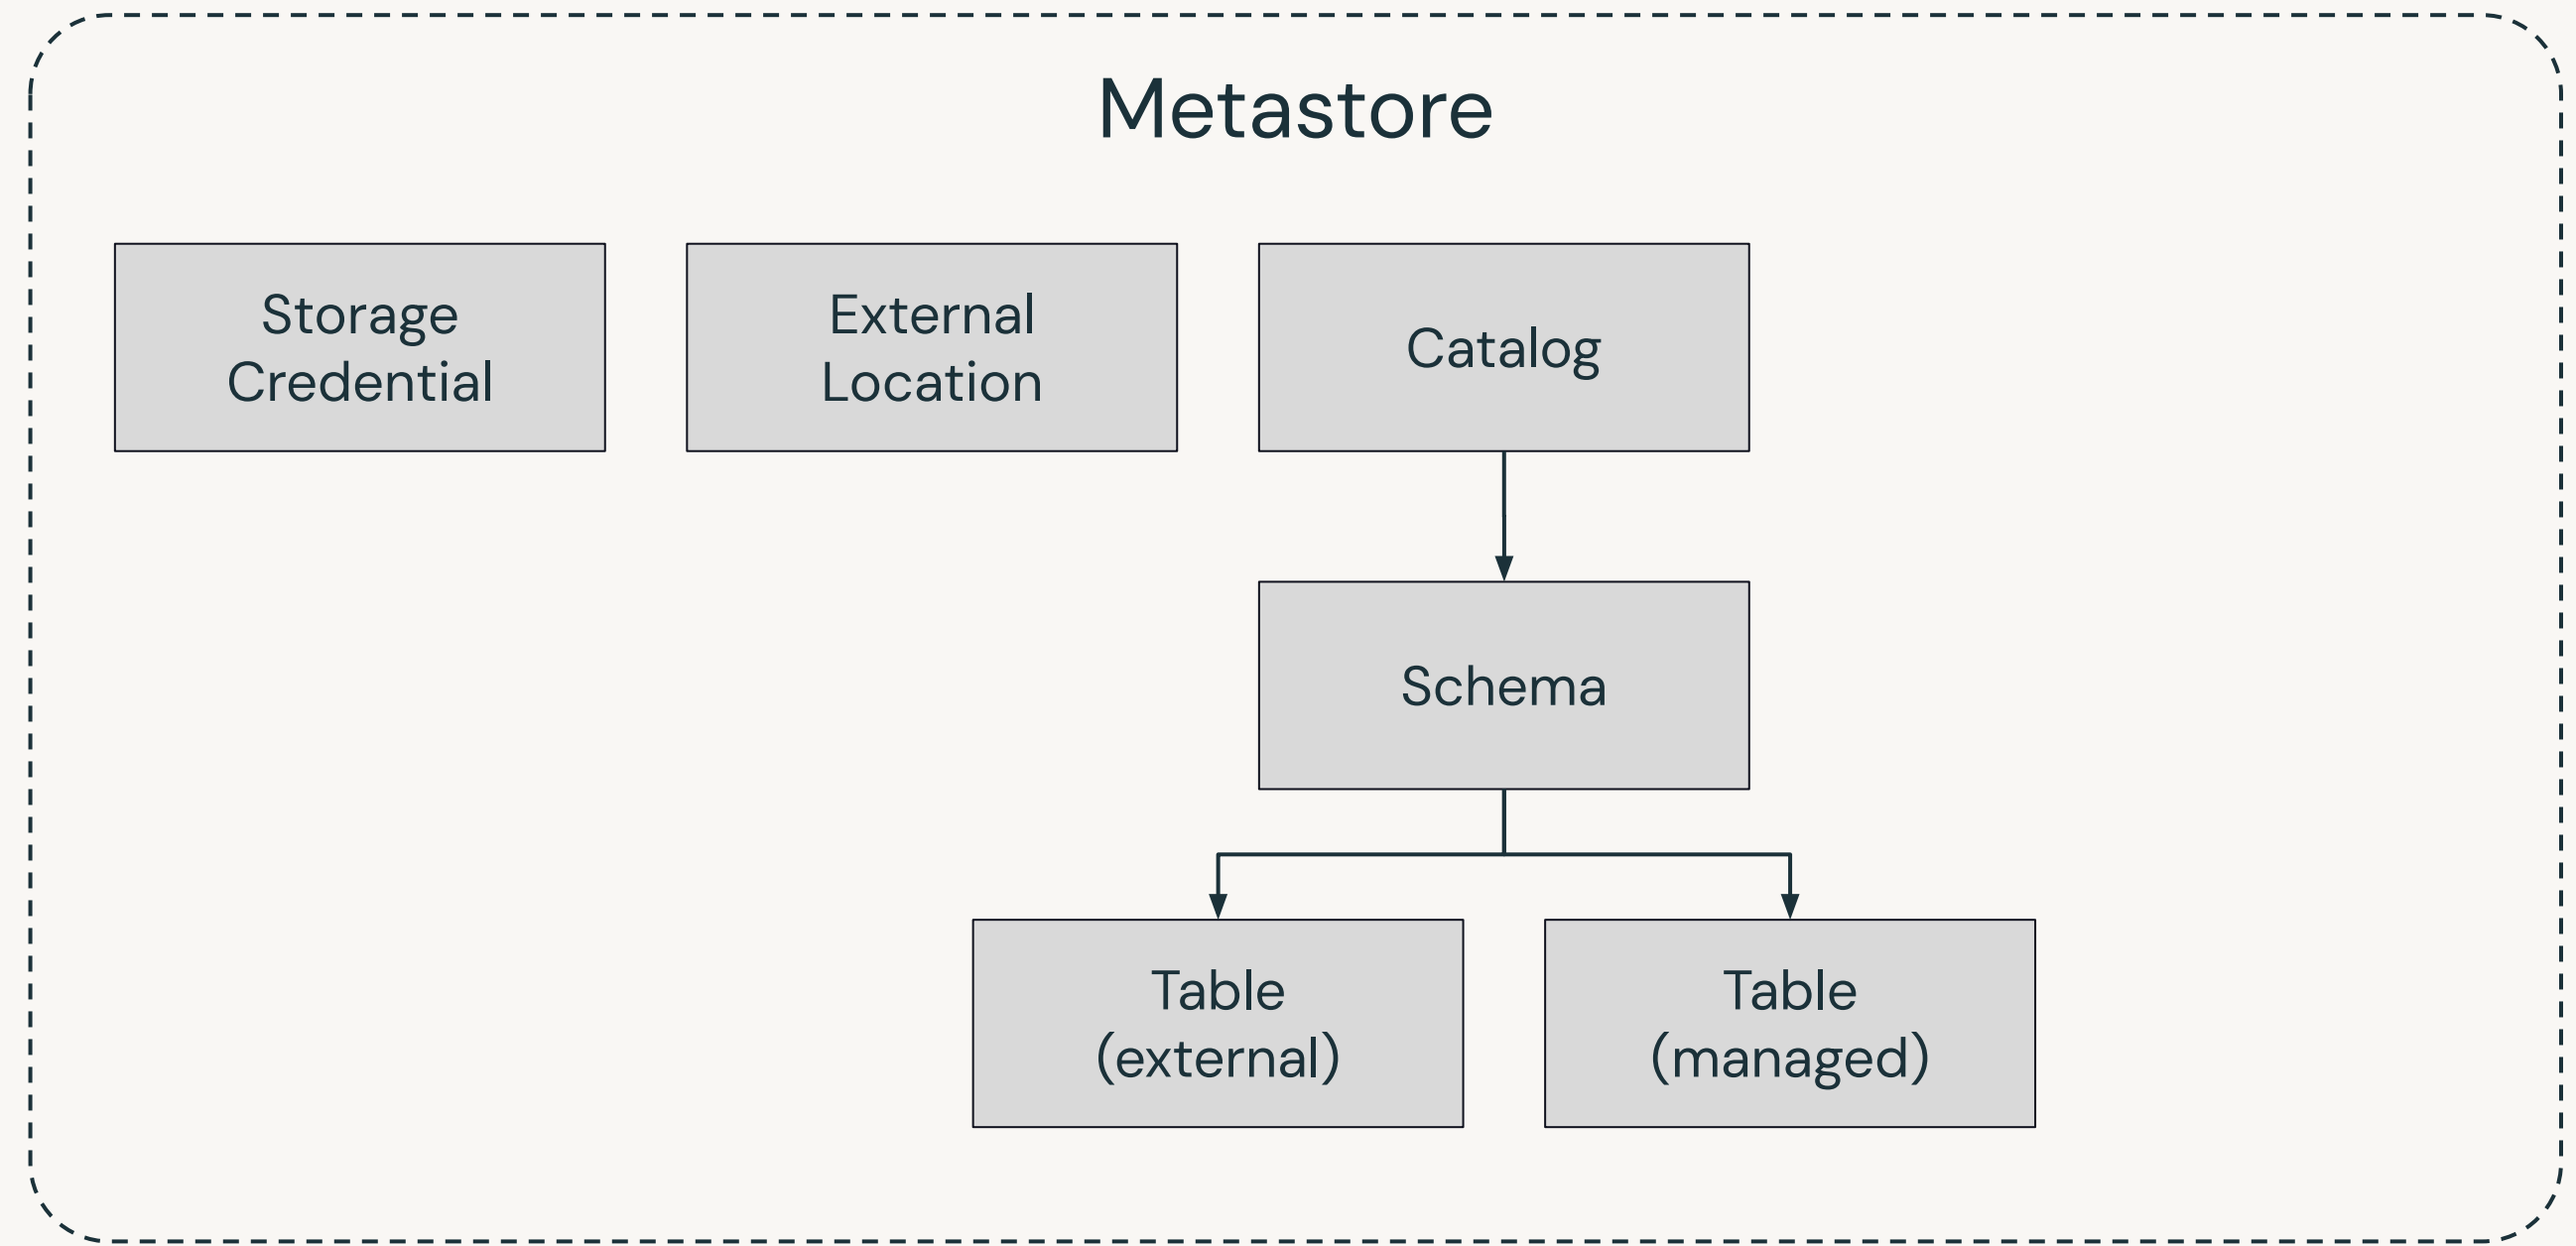 Metastore
Storage
Credential
External
Location
Catalog
Schema
Table
(external)
Table
(managed)